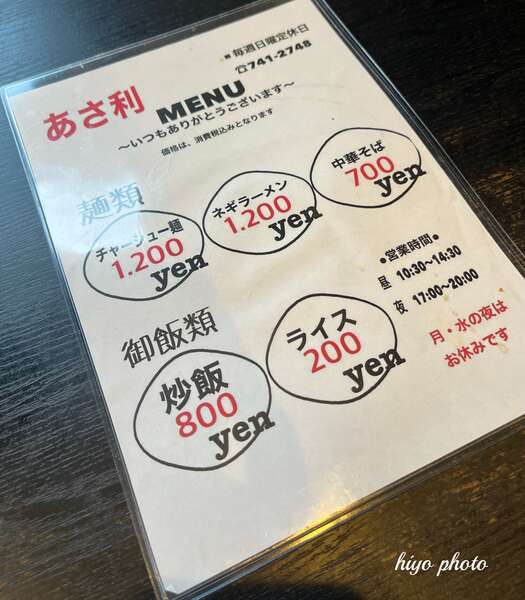 ■毎週日曜定休日
☎741-2748
あさ利 MENU
〜いつもありがとうございます〜
価格は、消費税込みとなります
麺類
チャーシュー麺
1.200
yen
ネギラーメン
1.200
yen
中華そば
700
yen
●営業時間●
昼 10:30~14:30
夜 17:00~20:00
月・水の夜は
お休みです
御飯類
炒飯
800
yen
ライス
200
yen
hiyo photo